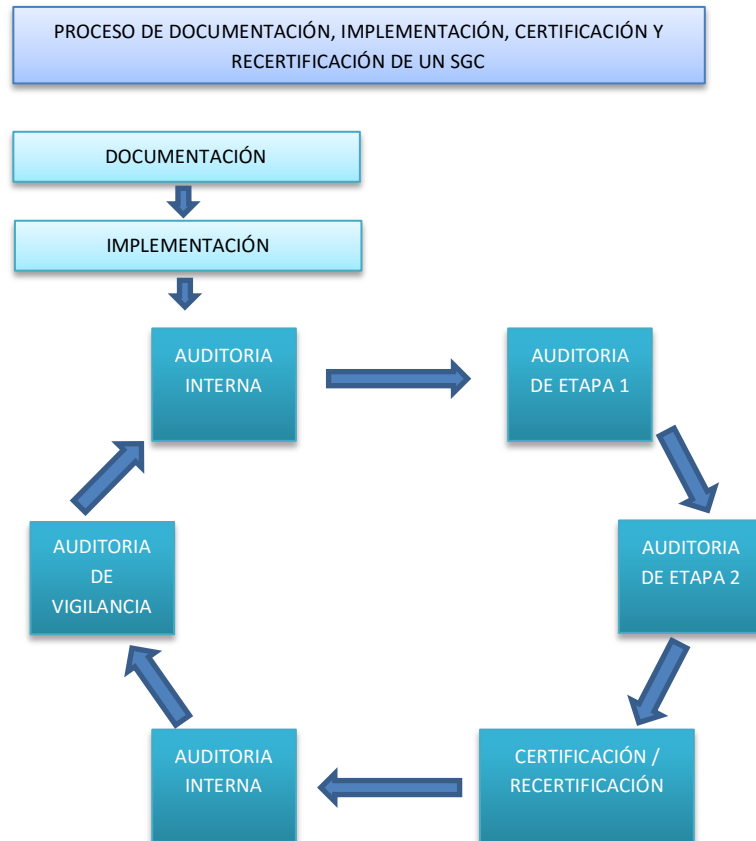 PROCESO DE DOCUMENTACIÓN, IMPLEMENTACIÓN, CERTIFICACIÓN Y
RECERTIFICACIÓN DE UN SGC
DOCUMENTACIÓN
IMPLEMENTACIÓN
AUDITORIA
INTERNA
AUDITORIA
DE ETAPA 1
AUDITORIA
DE ETAPA 2
CERTIFICACIÓN /
RECERTIFICACIÓN
AUDITORIA
INTERNA
AUDITORIA
DE
VIGILANCIA